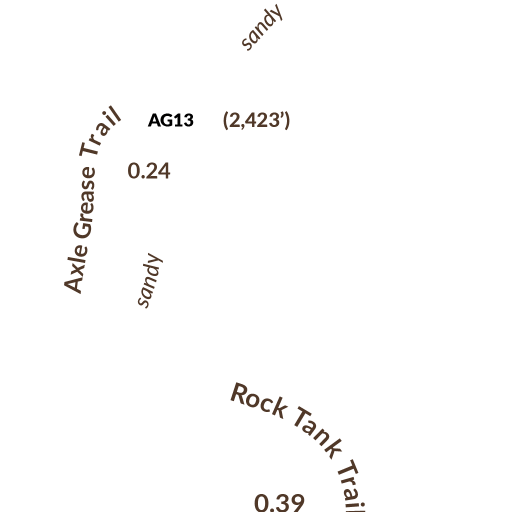 sandy
AG13 (2,423’)
Axle Grease Trail
0.24
sandy
Rock Tank Trail
0.39